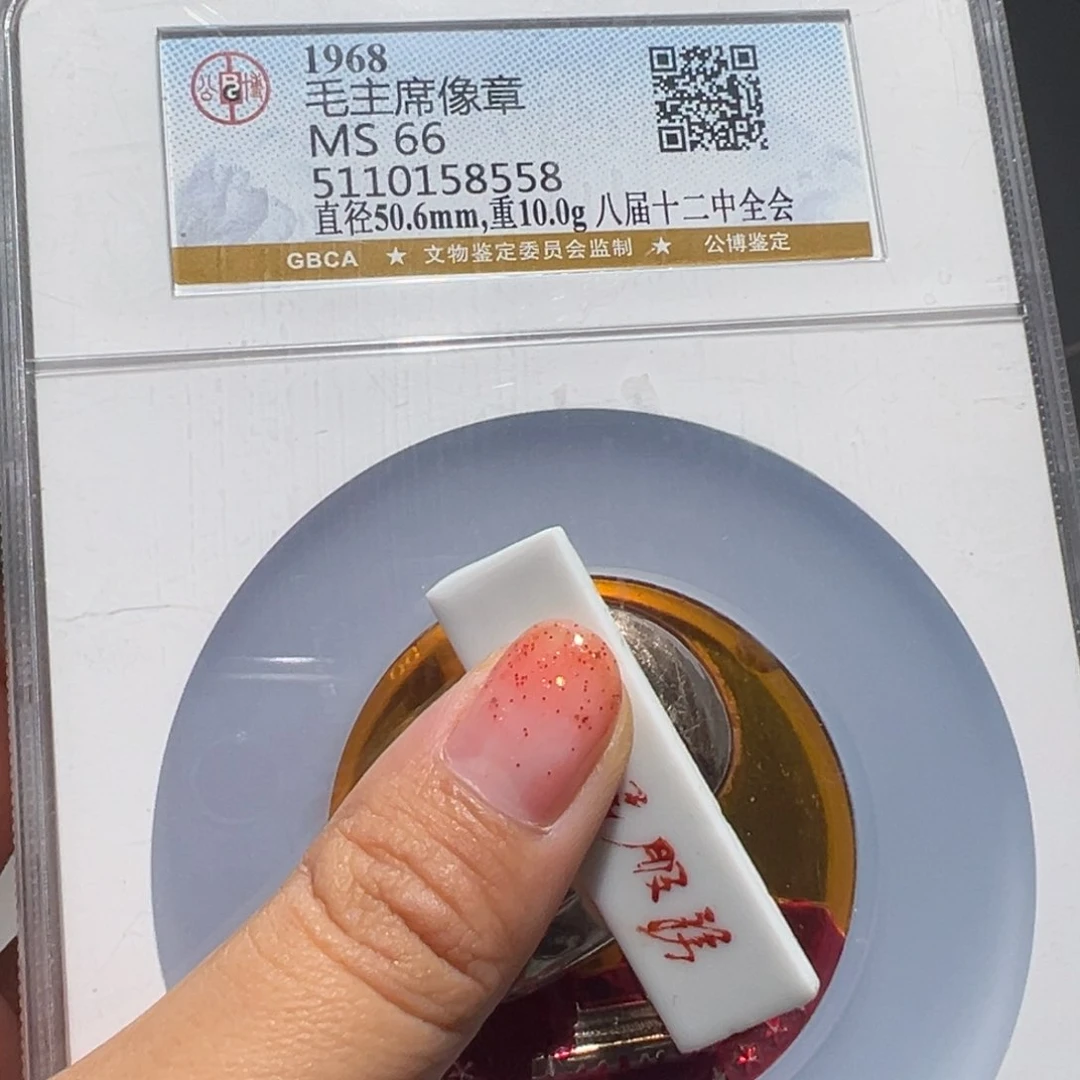 1968
毛主席像章
MS 66
5110158558
直径50.6mm,重10.0g 八届十二中全会
GBCA ★ 文物鉴定委员会监制 ★ 公博鉴定
公博
服务